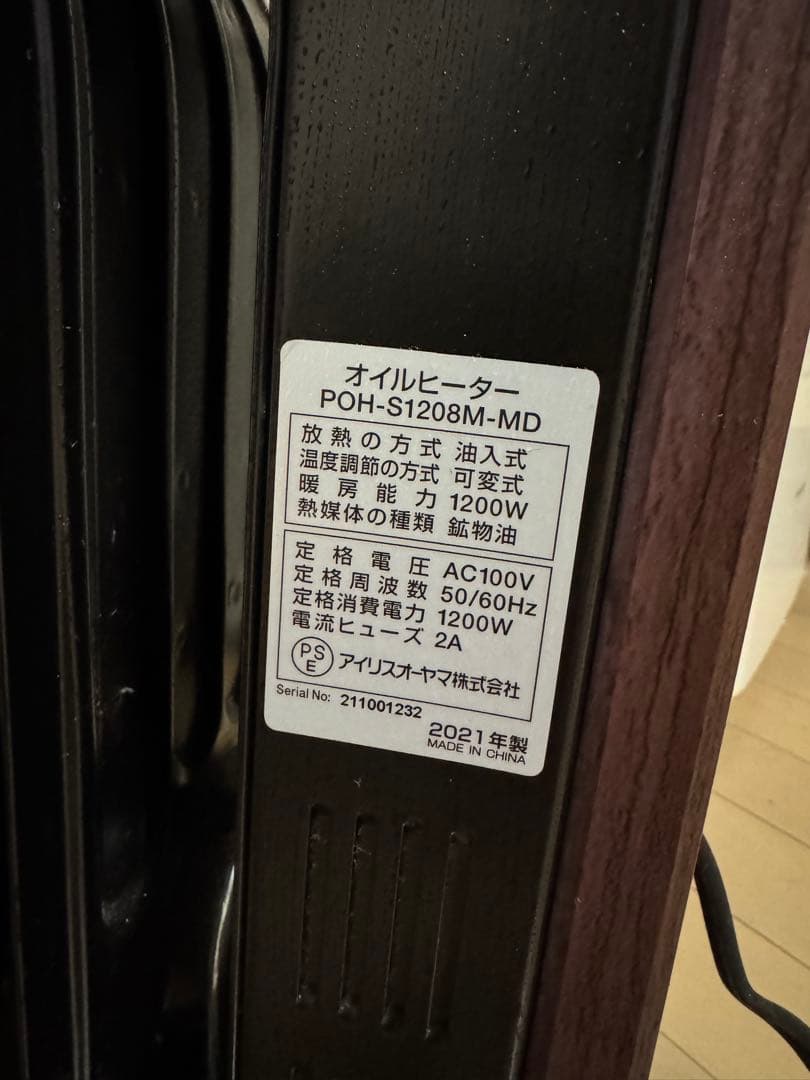 オイルヒーター
POH-S1208M-MD
放熱の方式 油入式
温度調節の方式 可変式
暖房能力 1200W
熱媒体の種類 鉱物油
定格電圧 AC100V
定格周波数 50/60Hz
定格消費電力 1200W
電流ヒューズ 2A
PSE アイリスオーヤマ株式会社
Serial No: 211001232
2021年製
MADE IN CHINA